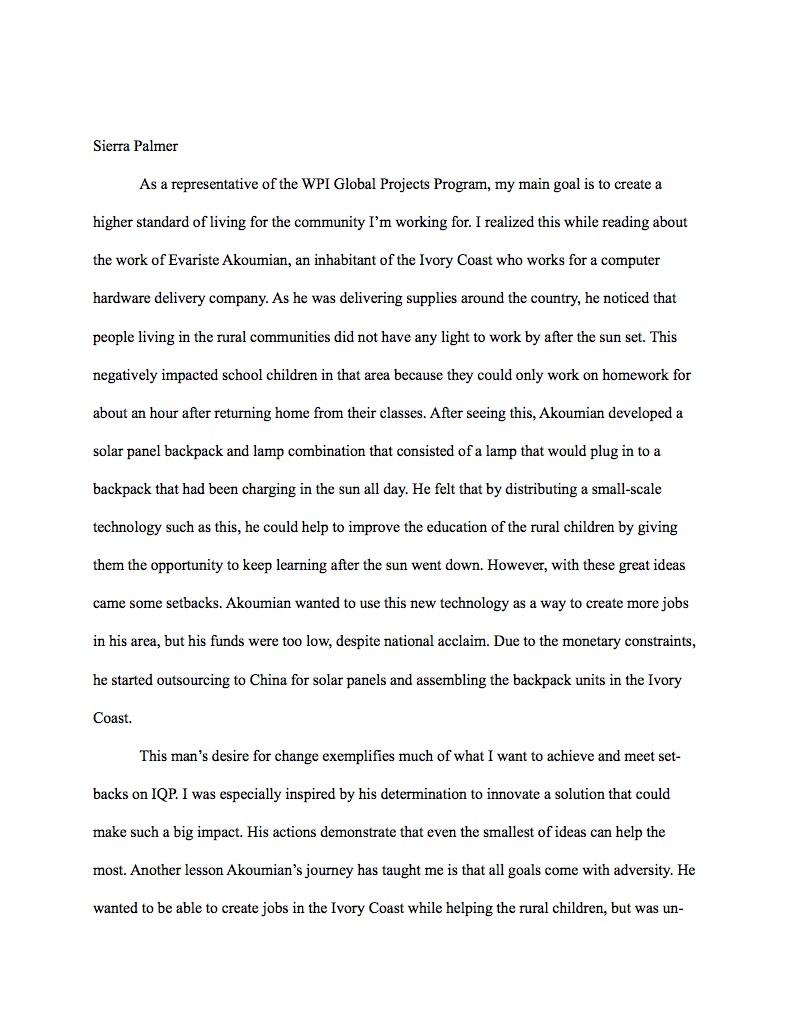 Sierra Palmer
As a representative of the WPI Global Projects Program, my main goal is to create a
higher standard of living for the community I’m working for. I realized this while reading about
the work of Evariste Akoumian, an inhabitant of the Ivory Coast who works for a computer
hardware delivery company. As he was delivering supplies around the country, he noticed that
people living in the rural communities did not have any light to work by after the sun set. This
negatively impacted school children in that area because they could only work on homework for
about an hour after returning home from their classes. After seeing this, Akoumian developed a
solar panel backpack and lamp combination that consisted of a lamp that would plug in to a
backpack that had been charging in the sun all day. He felt that by distributing a small-scale
technology such as this, he could help to improve the education of the rural children by giving
them the opportunity to keep learning after the sun went down. However, with these great ideas
came some setbacks. Akoumian wanted to use this new technology as a way to create more jobs
in his area, but his funds were too low, despite national acclaim. Due to the monetary constraints,
he started outsourcing to China for solar panels and assembling the backpack units in the Ivory
Coast.
This man’s desire for change exemplifies much of what I want to achieve and meet set-
backs on IQP. I was especially inspired by his determination to innovate a solution that could
make such a big impact. His actions demonstrate that even the smallest of ideas can help the
most. Another lesson Akoumian’s journey has taught me is that all goals come with adversity. He
wanted to be able to create jobs in the Ivory Coast while helping the rural children, but was un-